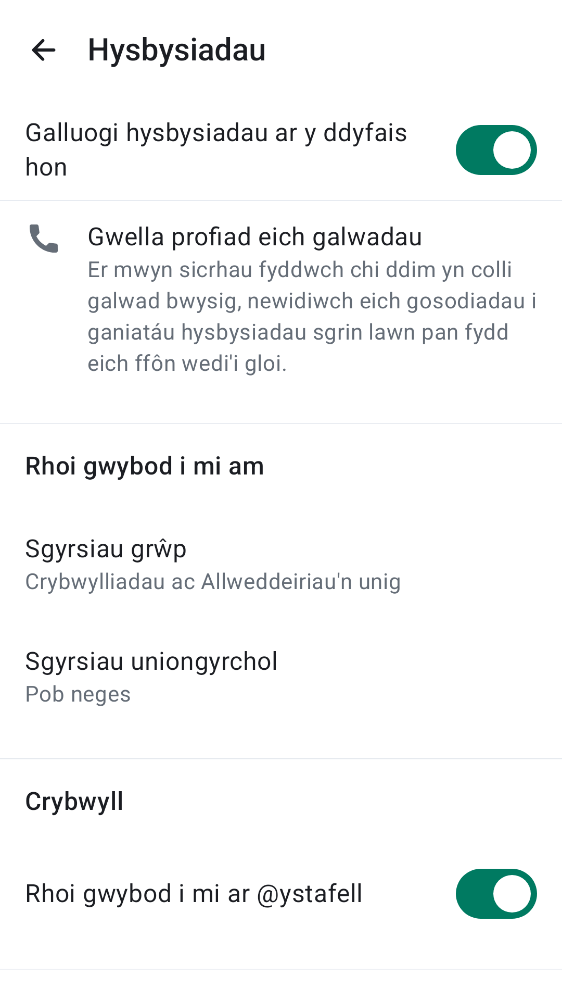 Hysbysiadau
Galluogi hysbysiadau ar y ddyfais
hon
Gwella profiad eich galwadau
Er mwyn sicrhau fyddwch chi ddim yn colli
galwad bwysig, newidiwch eich gosodiadau i
ganiatáu hysbysiadau sgrin lawn pan fydd
eich ffôn wedi'i gloi.
Rhoi gwybod i mi am
Sgyrsiau grŵp
Crybwylliadau ac Allweddeiriau'n unig
Sgyrsiau uniongyrchol
Pob neges
Crybwyll
Rhoi gwybod i mi ar @ystafell